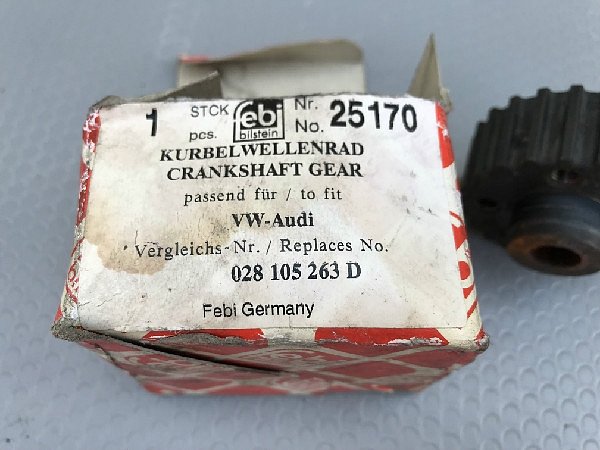 1 STCK pcs. febi bilstein Nr. No. 25170
KURBELWELLENRAD
CRANKSHAFT GEAR
passend für / to fit
VW-Audi
Vergleichs-Nr. / Replaces No.
028 105 263 D
Febi Germany